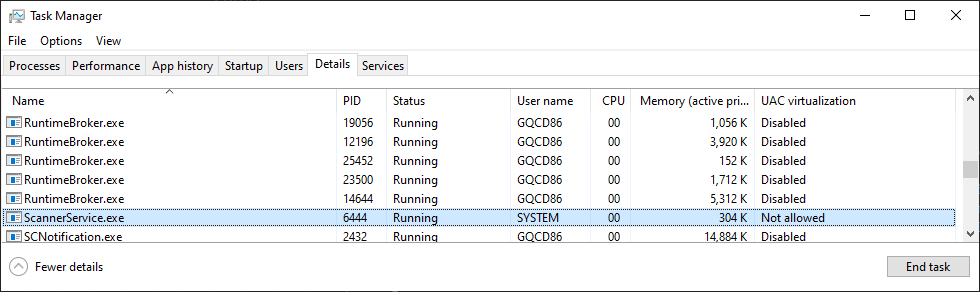 Task Manager
File Options View
Processes Performance App history Startup Users Details Services
Name PID Status User name CPU Memory (active pri... UAC virtualization
RuntimeBroker.exe 19056 Running GQCD86 00 1,056 K Disabled
RuntimeBroker.exe 12196 Running GQCD86 00 3,920 K Disabled
RuntimeBroker.exe 25452 Running GQCD86 00 152 K Disabled
RuntimeBroker.exe 23500 Running GQCD86 00 1,712 K Disabled
RuntimeBroker.exe 14644 Running GQCD86 00 5,312 K Disabled
ScannerService.exe 6444 Running SYSTEM 00 304 K Not allowed
SCNotification.exe 2432 Running GQCD86 00 14,884 K Disabled
Fewer details End task